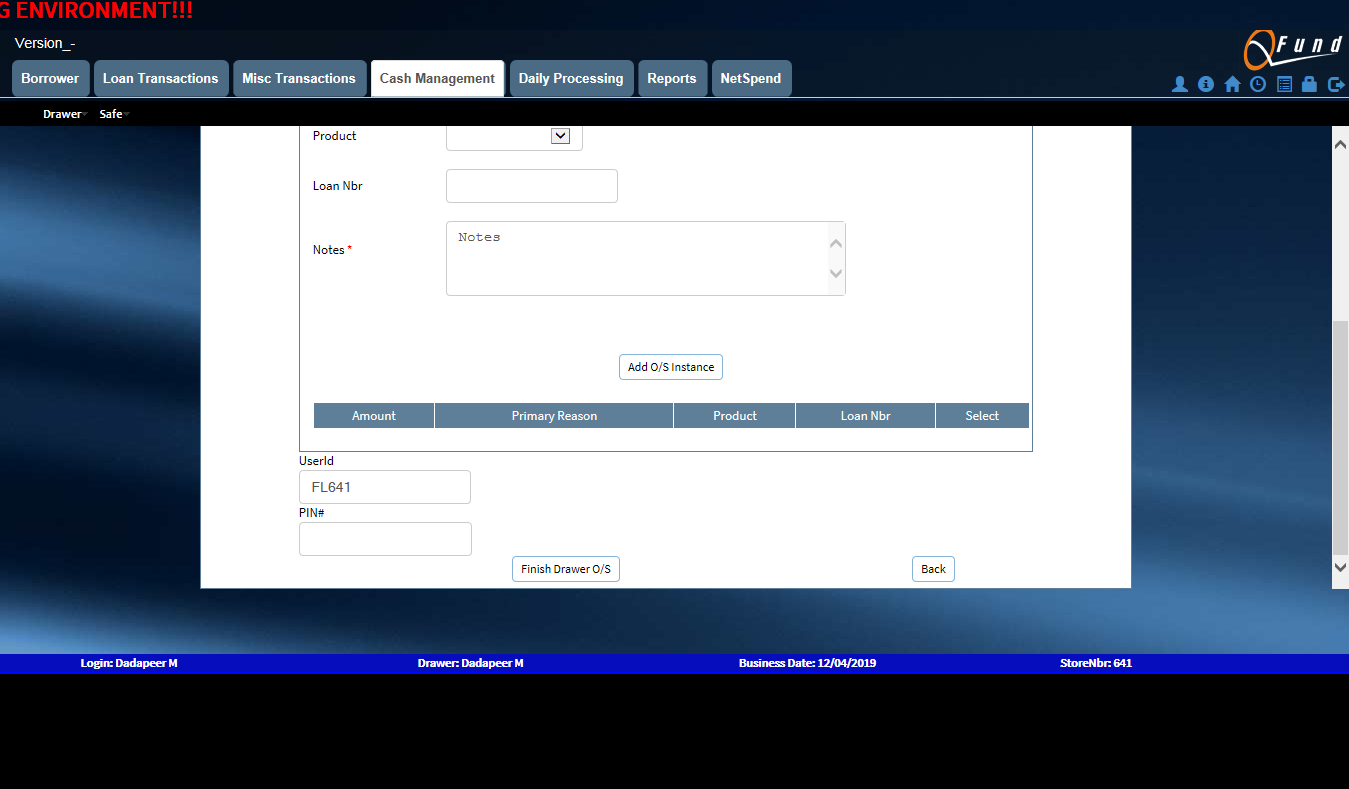 G ENVIRONMENT!!!
Version_-
QFund
Borrower Loan Transactions Misc Transactions Cash Management Daily Processing Reports NetSpend
Drawer Safe
Product
Loan Nbr
Notes *
Notes
Add O/S Instance
Amount Primary Reason Product Loan Nbr Select
UserId
FL641
PIN#
Finish Drawer O/S Back
Login: Dadapeer M Drawer: Dadapeer M Business Date: 12/04/2019 StoreNbr: 641